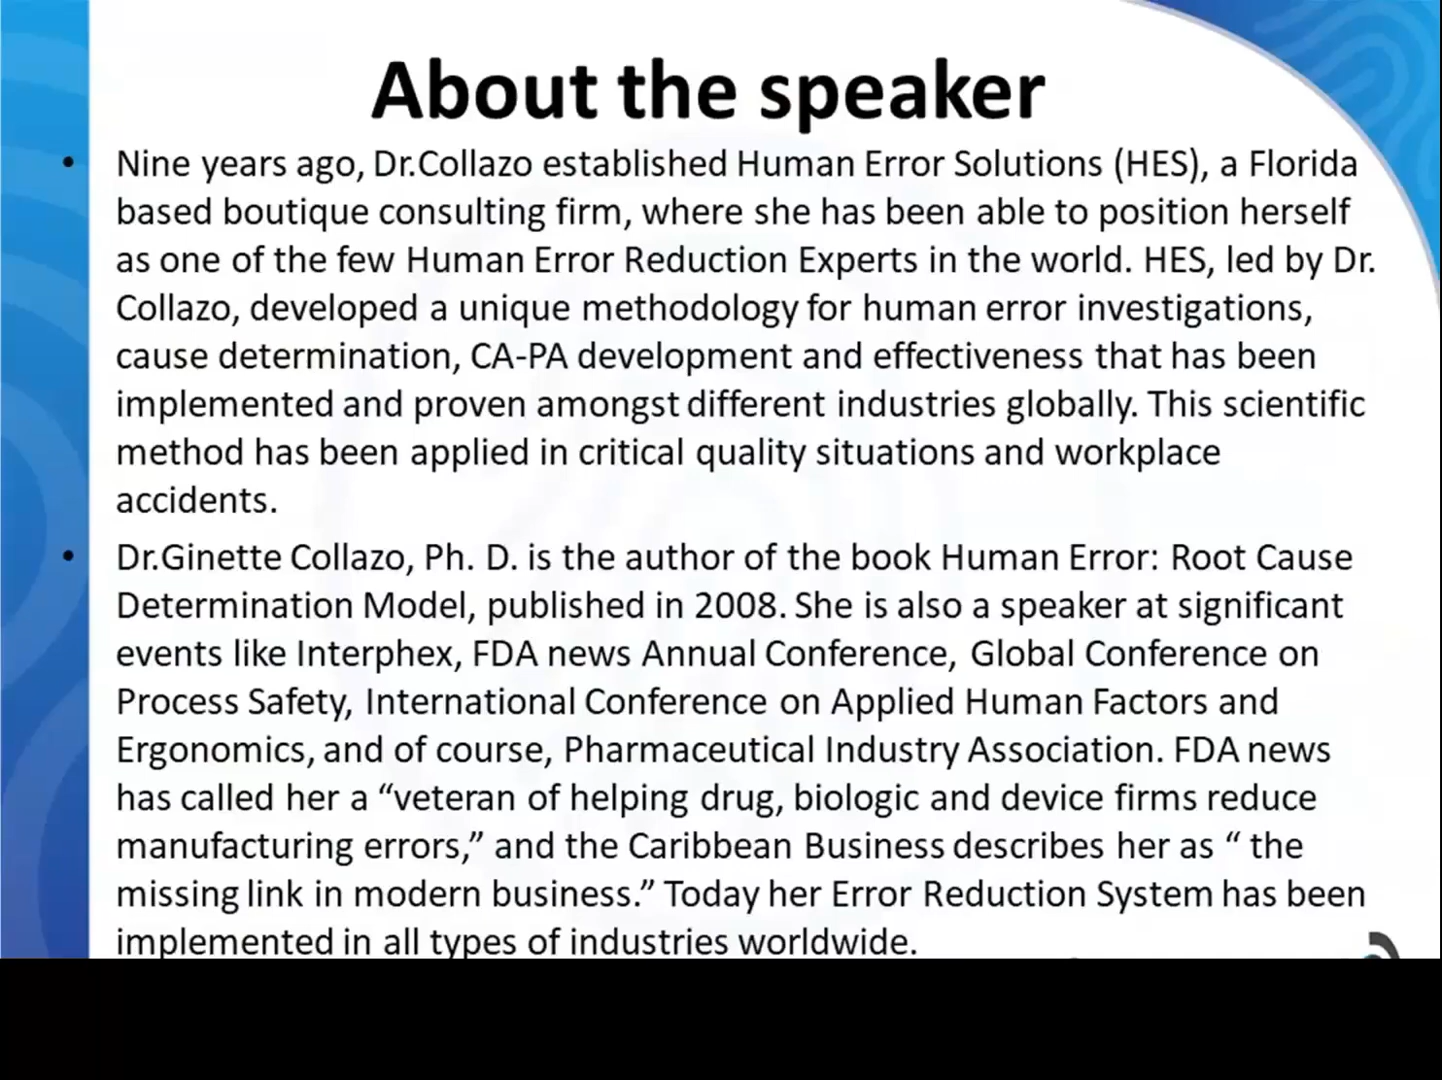 About the speaker
• Nine years ago, Dr.Collazo established Human Error Solutions (HES), a Florida
based boutique consulting firm, where she has been able to position herself
as one of the few Human Error Reduction Experts in the world. HES, led by Dr.
Collazo, developed a unique methodology for human error investigations,
cause determination, CA-PA development and effectiveness that has been
implemented and proven amongst different industries globally. This scientific
method has been applied in critical quality situations and workplace
accidents.
• Dr.Ginette Collazo, Ph. D. is the author of the book Human Error: Root Cause
Determination Model, published in 2008. She is also a speaker at significant
events like Interphex, FDA news Annual Conference, Global Conference on
Process Safety, International Conference on Applied Human Factors and
Ergonomics, and of course, Pharmaceutical Industry Association. FDA news
has called her a “veteran of helping drug, biologic and device firms reduce
manufacturing errors,” and the Caribbean Business describes her as “ the
missing link in modern business.” Today her Error Reduction System has been
implemented in all types of industries worldwide.